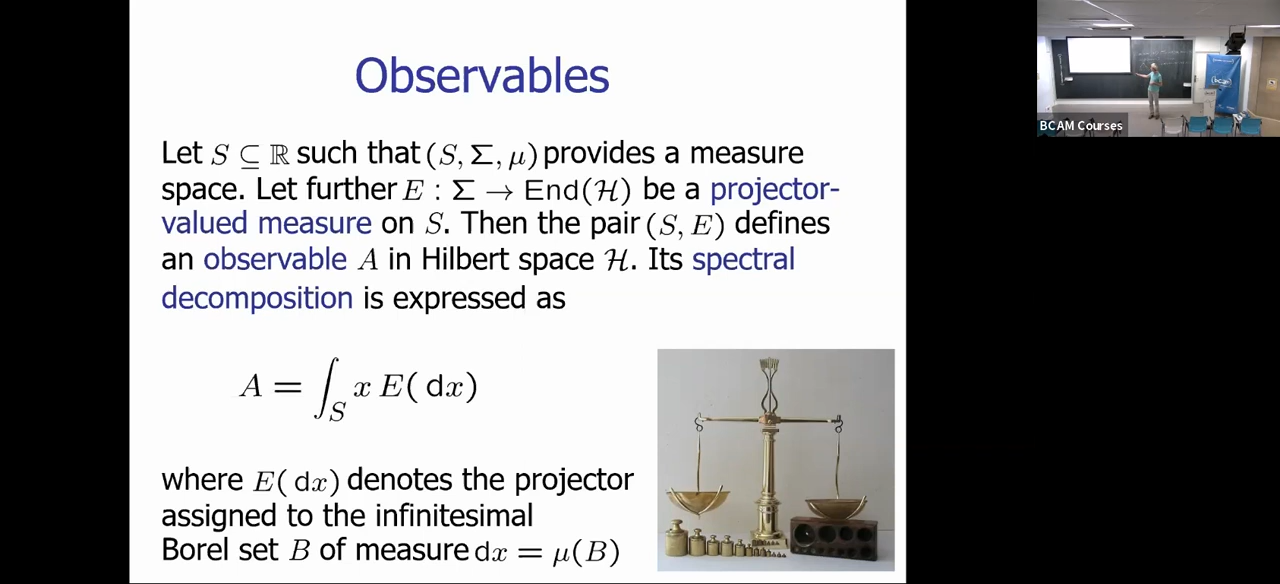 Observables
Let S ⊆ ℝ such that (S, Σ, μ) provides a measure
space. Let further E : Σ → End(ℋ) be a projector-
valued measure on S. Then the pair (S, E) defines
an observable A in Hilbert space ℋ. Its spectral
decomposition is expressed as
A = ∫_S x E( dx)
where E( dx) denotes the projector
assigned to the infinitesimal
Borel set B of measure dx = μ(B)
BCAM Courses